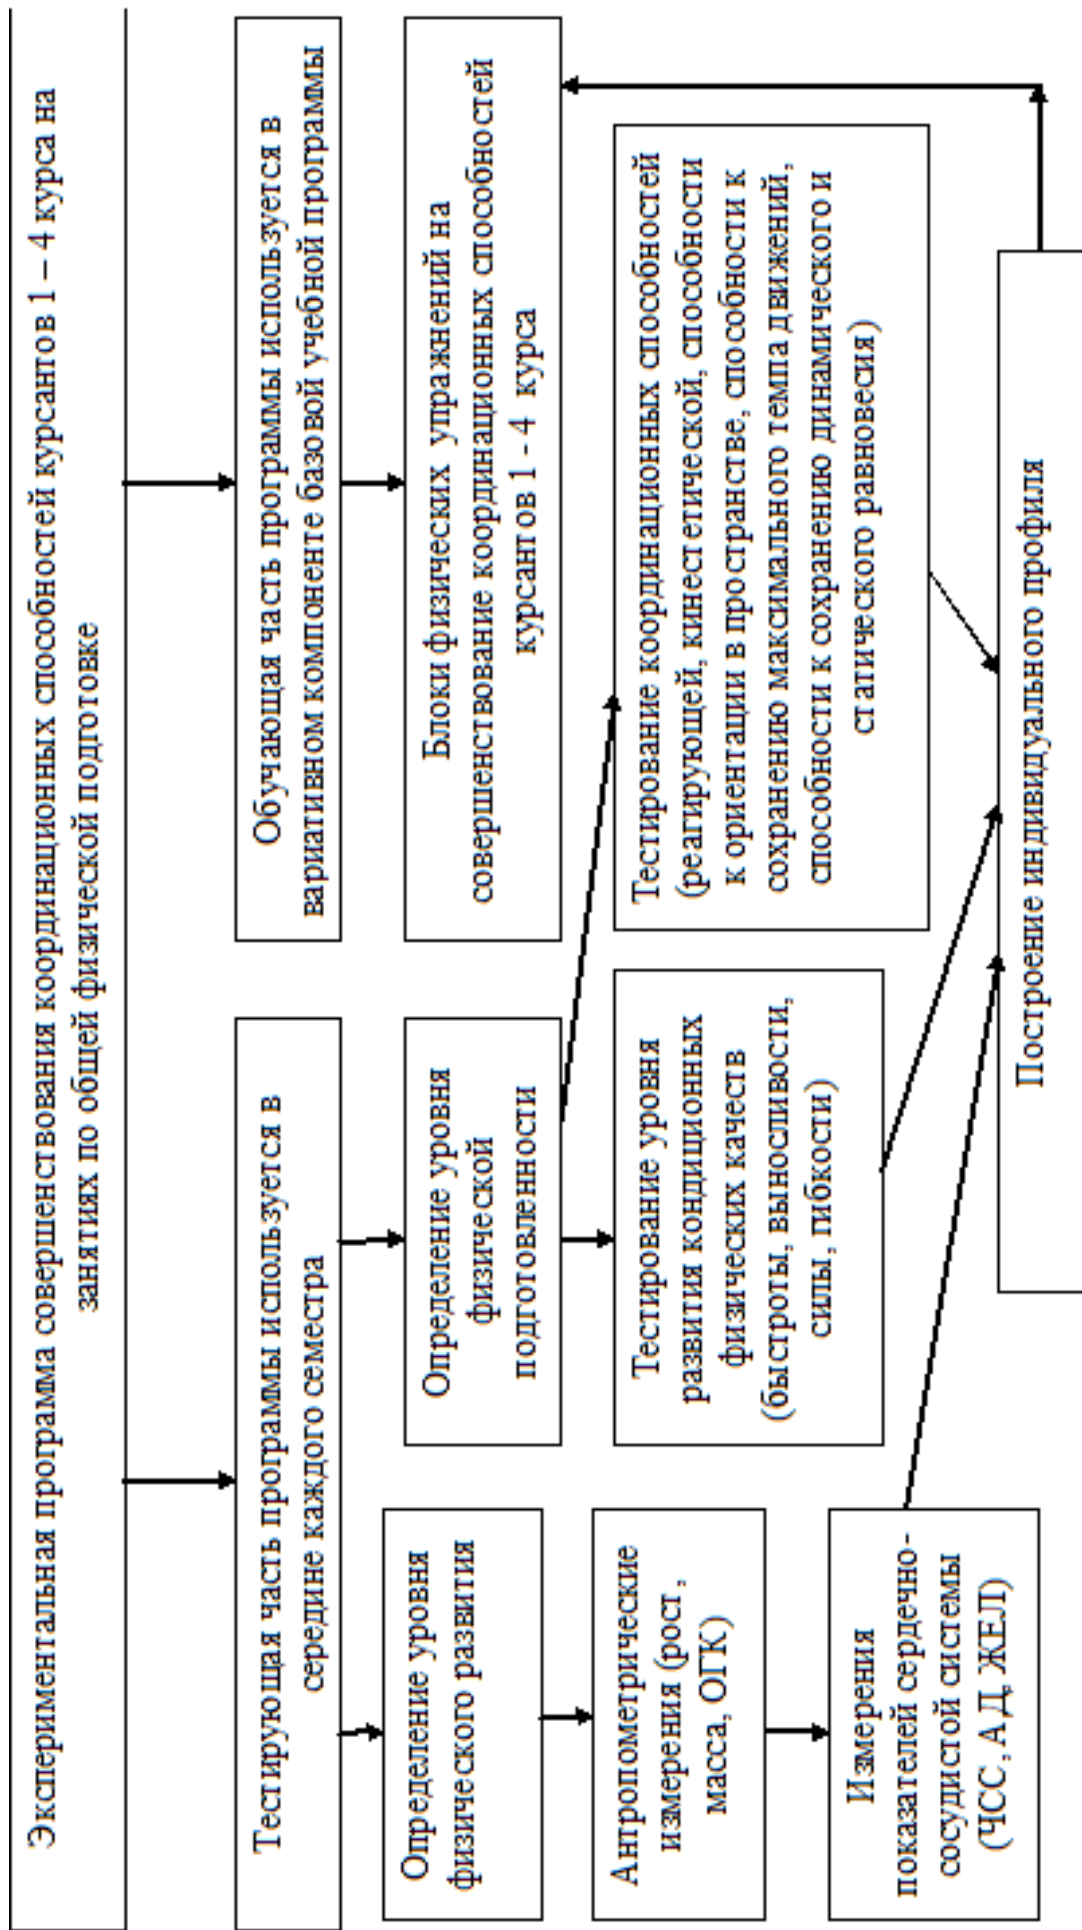 Экспериментальная программа совершенствования координационных способностей курсантов 1 – 4 курса на
занятиях по общей физической подготовке
Тестирующая часть программы используется в
середине каждого семестра
Обучающая часть программы используется в
вариативном компоненте базовой учебной программы
Определение уровня
физического развития
Определение уровня
физической
подготовленности
Блоки физических упражнений на
совершенствование координационных способностей
курсантов 1 - 4 курса
Антропометрические
измерения (рост,
масса, ОГК)
Тестирование уровня
развития кондиционных
физических качеств
(быстроты, выносливости,
силы, гибкости)
Тестирование координационных способностей
(реагирующей, кинестетической, способности
к ориентации в пространстве, способности к
сохранению максимального темпа движений,
способности к сохранению динамического и
статического равновесия)
Измерения
показателей сердечно-
сосудистой системы
(ЧСС, АД, ЖЕЛ)
Построение индивидуального профиля